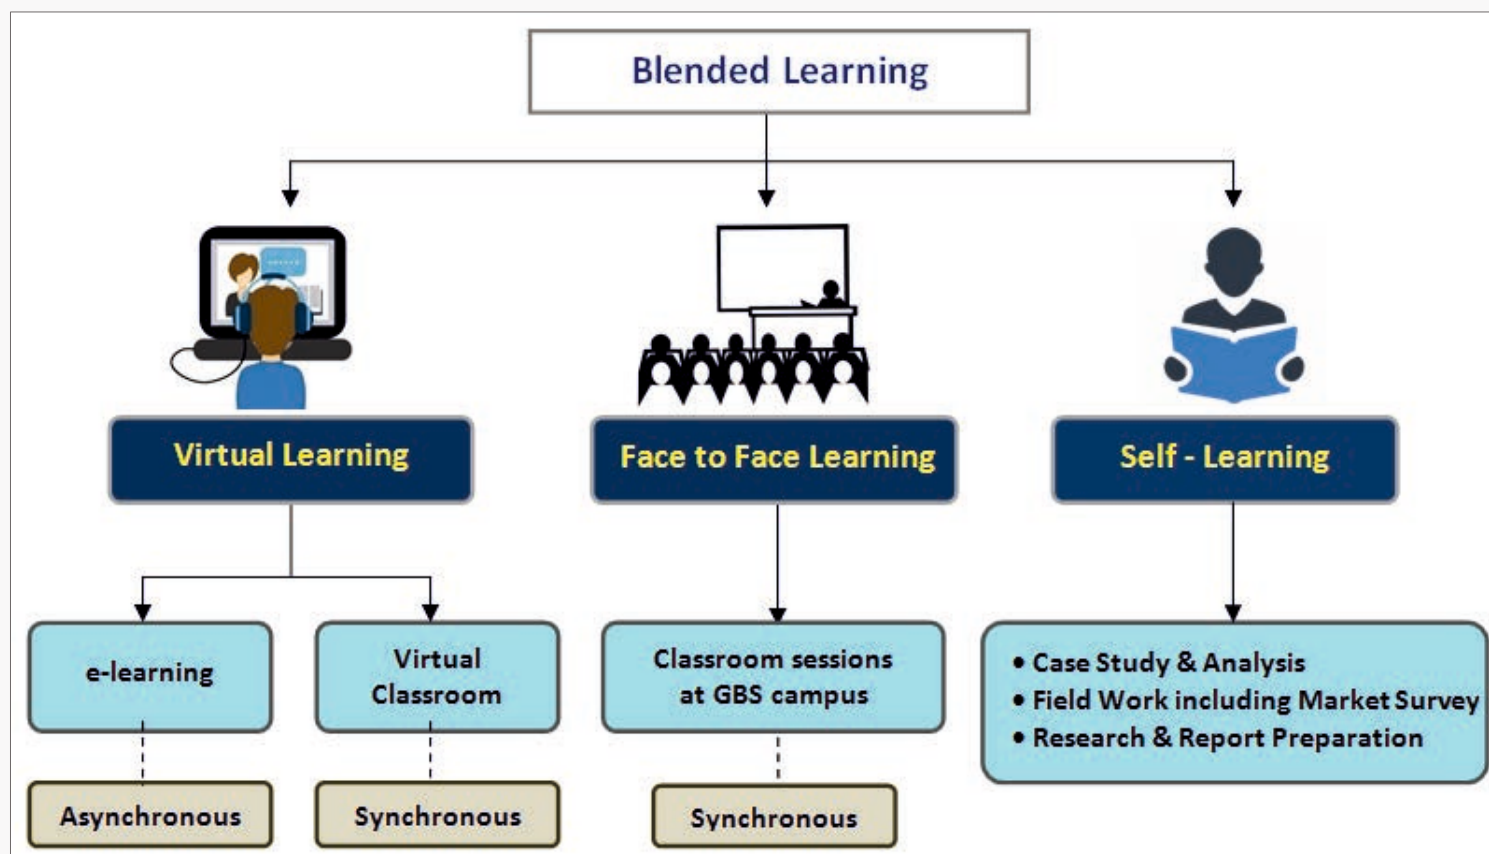 Blended Learning
Virtual Learning
Face to Face Learning
Self - Learning
e-learning
Virtual
Classroom
Classroom sessions
at GBS campus
• Case Study & Analysis
• Field Work including Market Survey
• Research & Report Preparation
Asynchronous
Synchronous
Synchronous